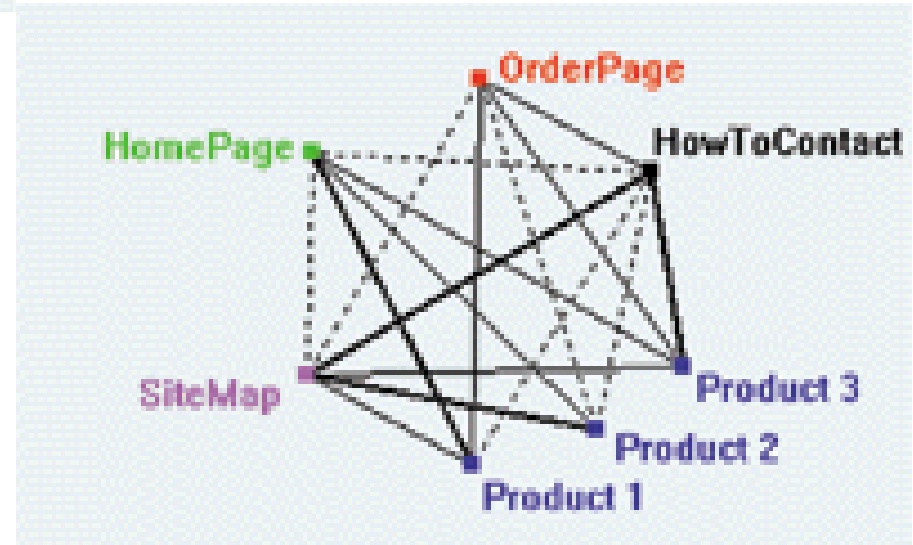 OrderPage
HomePage
HowToContact
SiteMap
Product 3
Product 2
Product 1